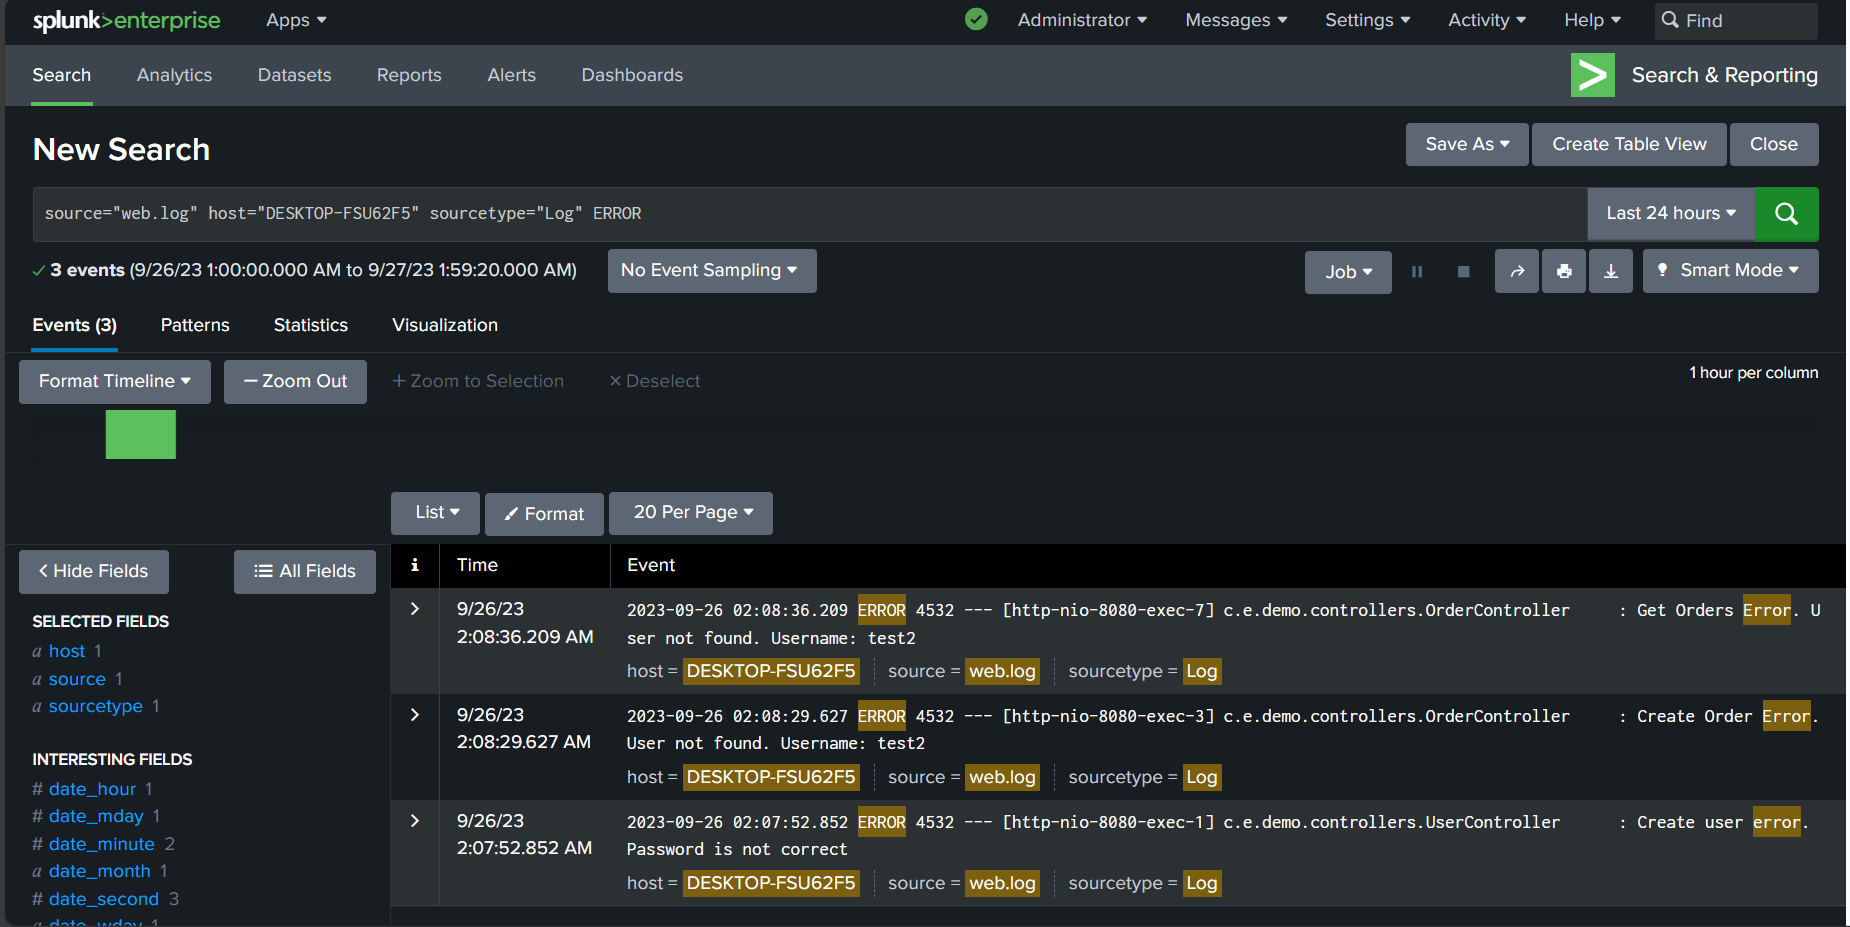 splunk>enterprise Apps Administrator Messages Settings Activity Help Find
Search Analytics Datasets Reports Alerts Dashboards Search & Reporting
New Search Save As Create Table View Close
source="web.log" host="DESKTOP-FSU62F5" sourcetype="Log" ERROR Last 24 hours
3 events (9/26/23 1:00:00.000 AM to 9/27/23 1:59:20.000 AM) No Event Sampling Job Smart Mode
Events (3) Patterns Statistics Visualization
Format Timeline — Zoom Out + Zoom to Selection × Deselect 1 hour per column
List Format 20 Per Page
< Hide Fields All Fields
SELECTED FIELDS
a host 1
a source 1
a sourcetype 1
INTERESTING FIELDS
# date_hour 1
# date_mday 1
# date_minute 2
a date_month 1
# date_second 3
a date_wday 1
i Time Event
> 9/26/23 2023-09-26 02:08:36.209 ERROR 4532 --- [http-nio-8080-exec-7] c.e.demo.controllers.OrderController : Get Orders Error. U
2:08:36.209 AM ser not found. Username: test2
host = DESKTOP-FSU62F5 source = web.log sourcetype = Log
> 9/26/23 2023-09-26 02:08:29.627 ERROR 4532 --- [http-nio-8080-exec-3] c.e.demo.controllers.OrderController : Create Order Error.
2:08:29.627 AM User not found. Username: test2
host = DESKTOP-FSU62F5 source = web.log sourcetype = Log
> 9/26/23 2023-09-26 02:07:52.852 ERROR 4532 --- [http-nio-8080-exec-1] c.e.demo.controllers.UserController : Create user error.
2:07:52.852 AM Password is not correct
host = DESKTOP-FSU62F5 source = web.log sourcetype = Log